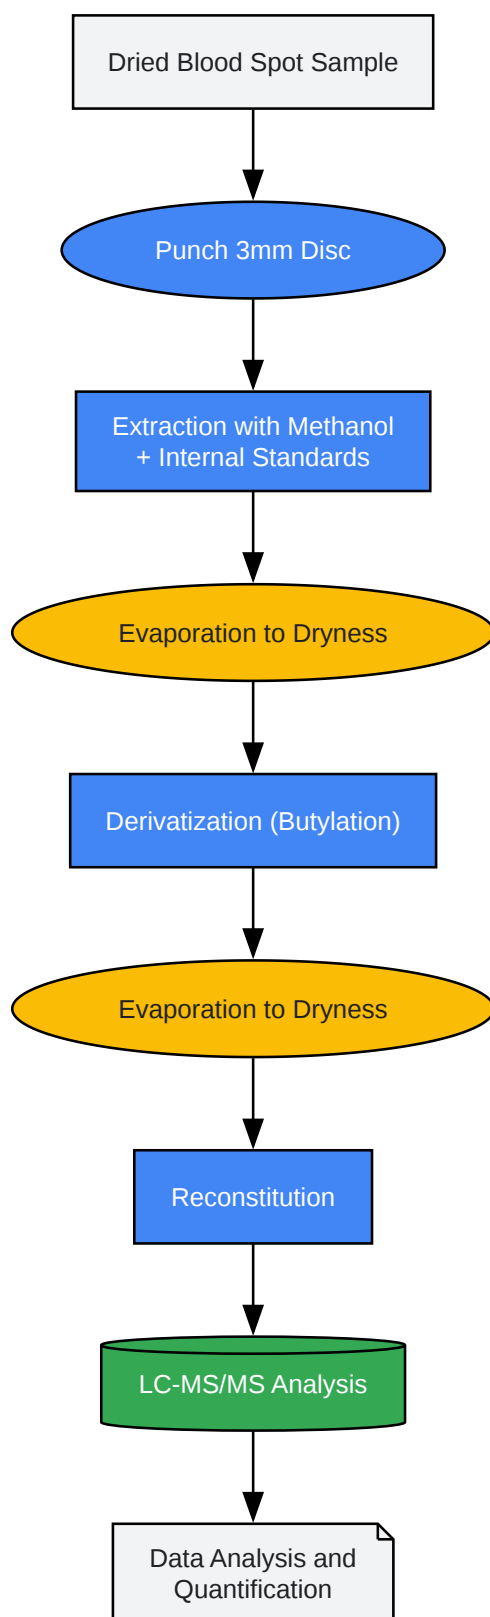 Dried Blood Spot Sample
Punch 3mm Disc
Extraction with Methanol
+ Internal Standards
Evaporation to Dryness
Derivatization (Butylation)
Evaporation to Dryness
Reconstitution
LC-MS/MS Analysis
Data Analysis and
Quantification